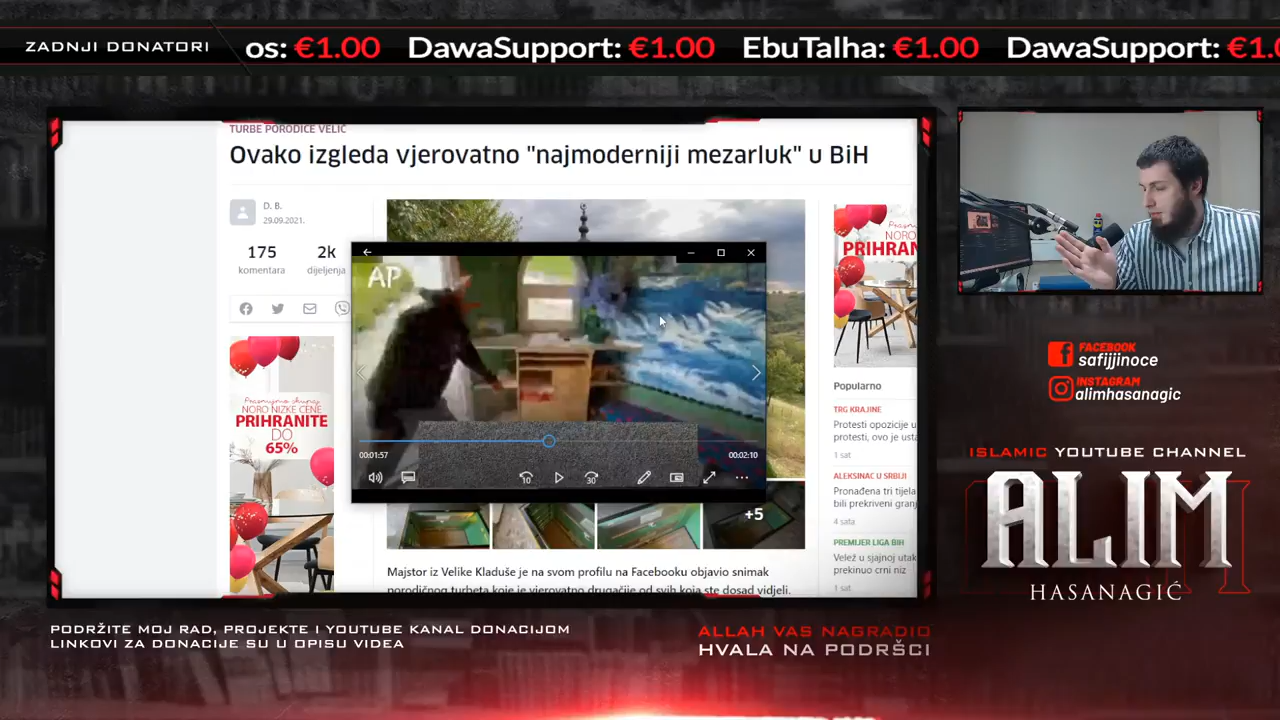 ZADNJI DONATORI
os: €1.00 DawaSupport: €1.00 EbuTalha: €1.00 DawaSupport: €1.0
TURBE PORODICE VELIĆ
Ovako izgleda vjerovatno "najmoderniji mezarluk" u BiH
D. B.
29.09.2021.
175
komentara
2k
dijeljenja
NORO NIZKE CENE
PRIHRANITE
DO
65%
AP
00:01:57
00:02:10
10
30
+5
Majstor iz Velike Kladuše je na svom profilu na Facebooku objavio snimak
porodičnog turbeta koje je vjerovatno drugačije od svih koja ste dosad vidjeli.
NORO
PRIHRAN
Popularno
TRG KRAJINE
Protesti opozicije u
protesti, ovo je usta
1 sat
ALEKSINAC U SRBIJI
Pronađena tri tijela
bili prekriveni granj
4 sata
PREMIJER LIGA BIH
Velež u sjajnoj utak
prekinuo crni niz
1 sat
FACEBOOK
safijjinoce
INSTAGRAM
alimhasanagic
ISLAMIC YOUTUBE CHANNEL
ALIM
HASANAGIĆ
PODRŽITE MOJ RAD, PROJEKTE I YOUTUBE KANAL DONACIJOM
LINKOVI ZA DONACIJE SU U OPISU VIDEA
ALLAH VAS NAGRADIO
HVALA NA PODRŠCI